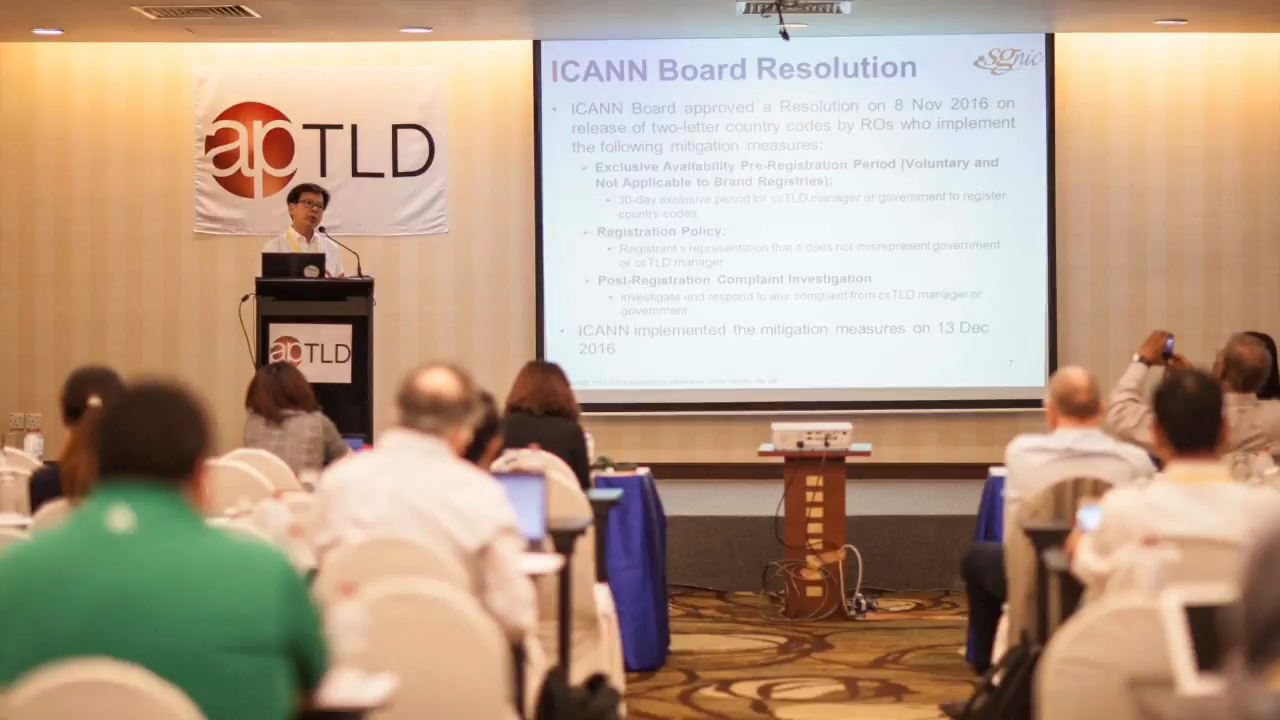 apTLD
apTLD
ICANN Board Resolution
sgnic
• ICANN Board approved a Resolution on 8 Nov 2016 on
release of two-letter country codes by ROs who implement
the following mitigation measures:
➢ Exclusive Availability Pre-Registration Period (Voluntary and
Not Applicable to Brand Registries):
• 30-day exclusive period for ccTLD manager or government to register
country-codes
➢ Registration Policy:
• Registrant's representation that it does not misrepresent government
or ccTLD manager
➢ Post-Registration Complaint Investigation
• Investigate and respond to any complaint from ccTLD manager or
government
• ICANN implemented the mitigation measures on 13 Dec
2016
7